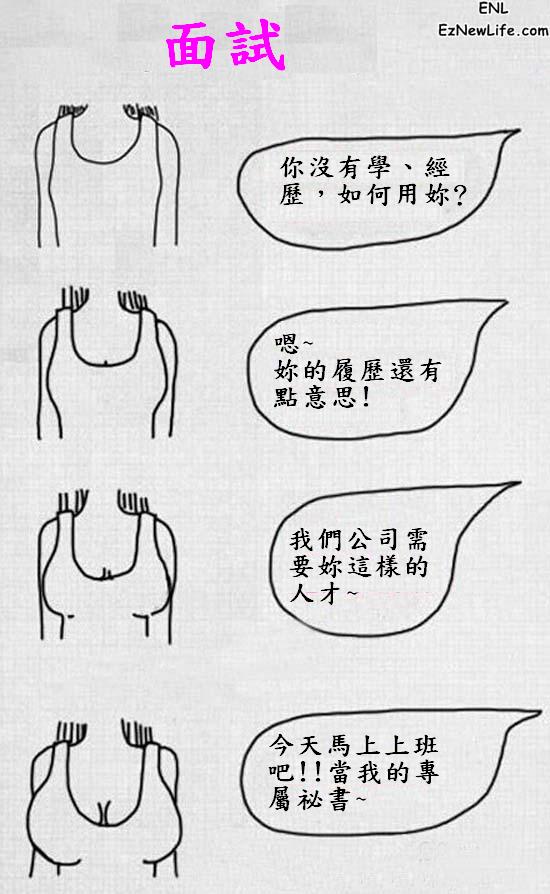 ENL
EzNewLife.com
面試
你沒有學、經
歷，如何用妳?
嗯~
妳的履歷還有
點意思!
我們公司需
要妳這樣的
人才~
今天馬上上班
吧!!當我的專
屬祕書~